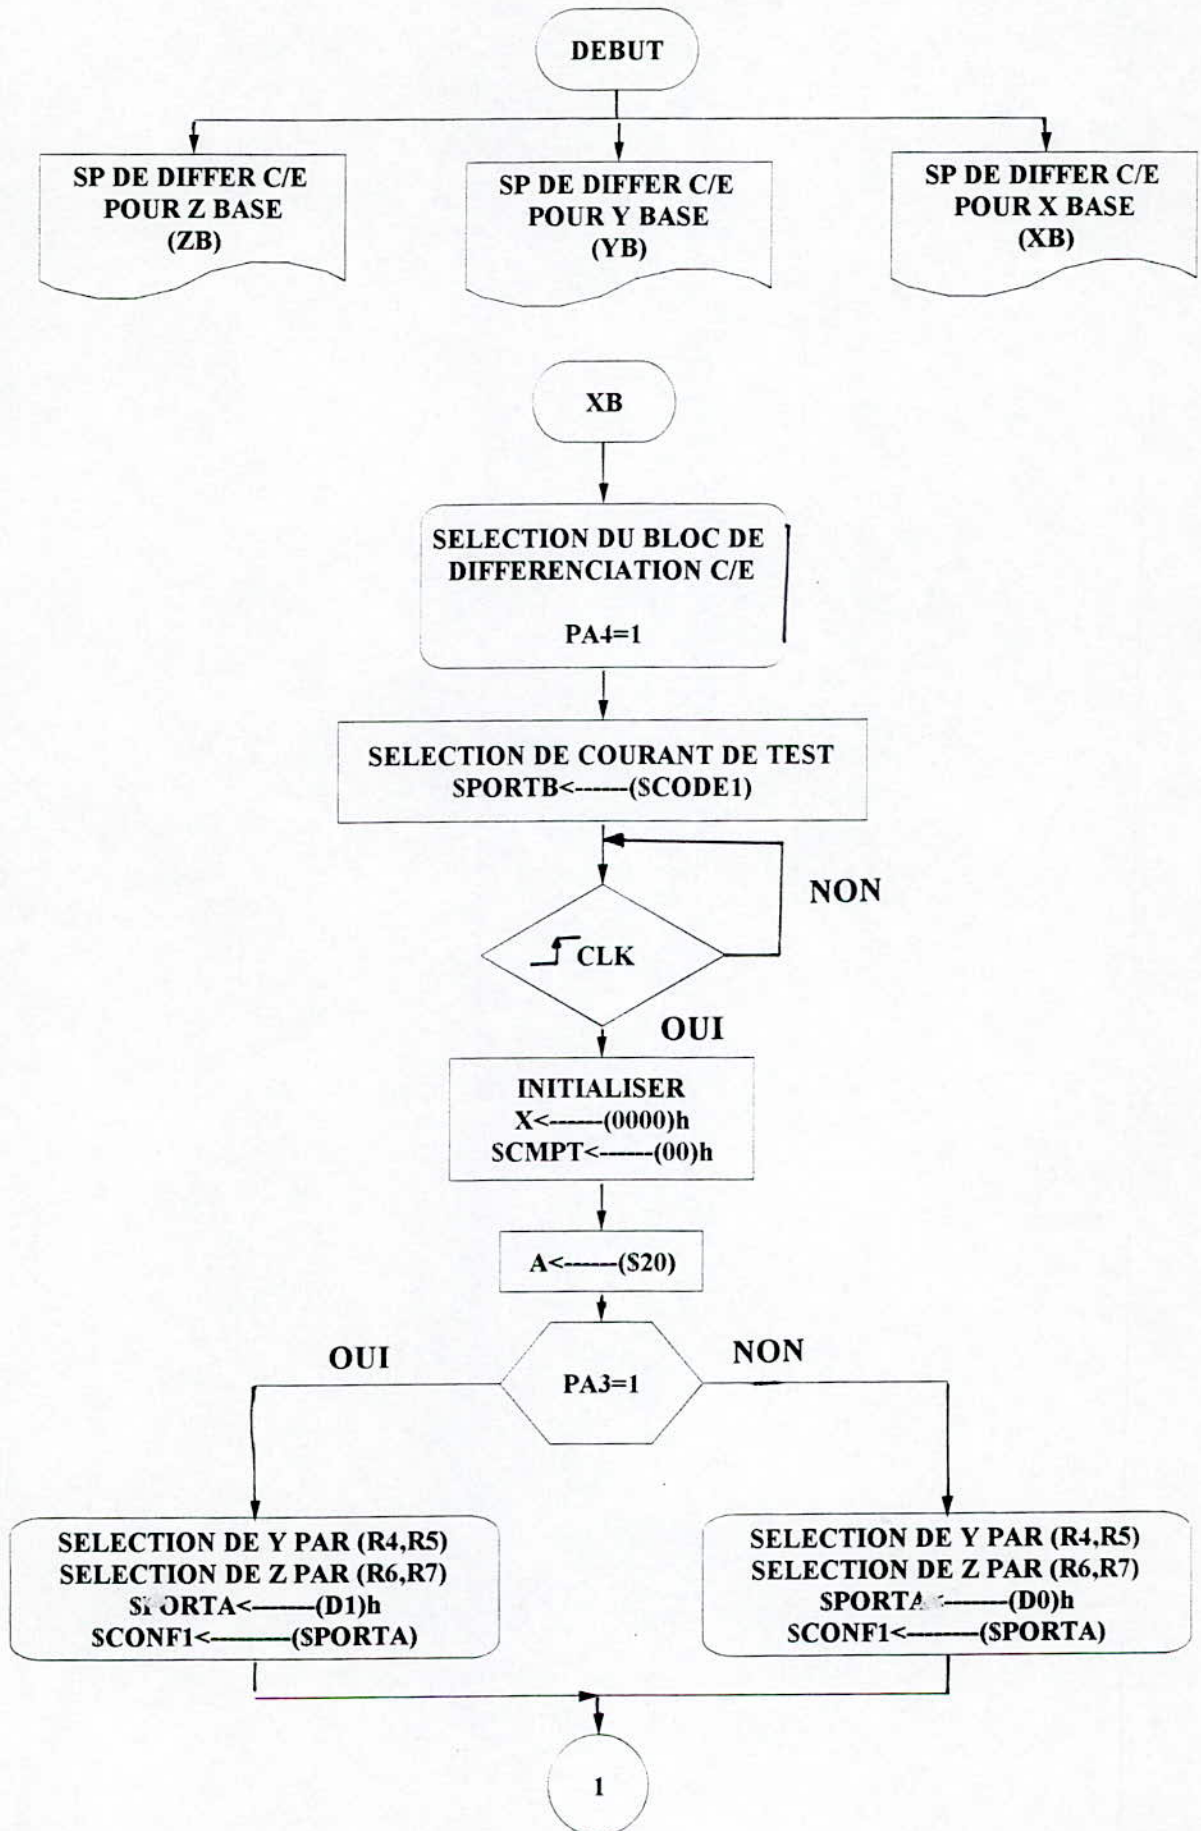 DEBUT
SP DE DIFFER C/E
POUR Z BASE
(ZB)
SP DE DIFFER C/E
POUR Y BASE
(YB)
SP DE DIFFER C/E
POUR X BASE
(XB)
XB
SELECTION DU BLOC DE
DIFFERENCIATION C/E
PA4=1
SELECTION DE COURANT DE TEST
$PORTB<------($CODE1)
NON
CLK
OUI
INITIALISER
X<------(0000)h
$CMPT<------(00)h
A<------($20)
OUI
PA3=1
NON
SELECTION DE Y PAR (R4,R5)
SELECTION DE Z PAR (R6,R7)
$PORTA<-------(D1)h
$CONF1<--------($PORTA)
SELECTION DE Y PAR (R4,R5)
SELECTION DE Z PAR (R6,R7)
$PORTA<-------(D0)h
$CONF1<--------($PORTA)
1